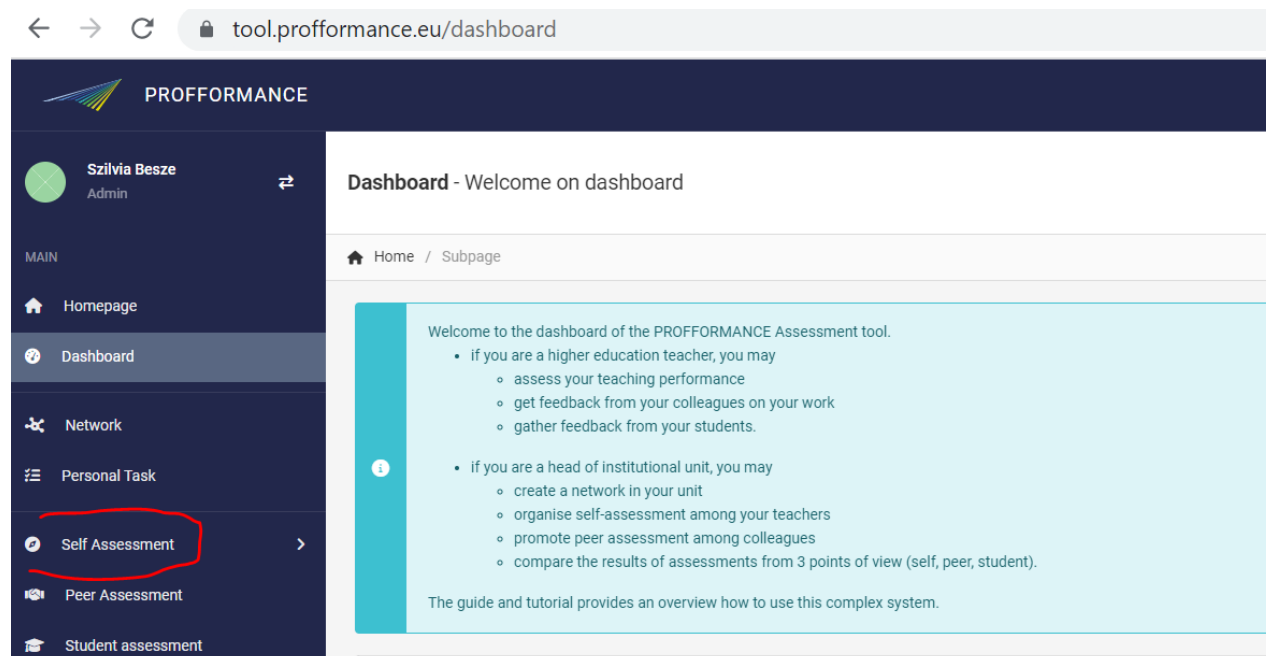 tool.profformance.eu/dashboard
PROFFORMANCE
Szilvia Besze
Admin
MAIN
Homepage
Dashboard
Network
Personal Task
Self Assessment
Peer Assessment
Student assessment
Dashboard - Welcome on dashboard
Home / Subpage
Welcome to the dashboard of the PROFFORMANCE Assessment tool.
if you are a higher education teacher, you may
assess your teaching performance
get feedback from your colleagues on your work
gather feedback from your students.
if you are a head of institutional unit, you may
create a network in your unit
organise self-assessment among your teachers
promote peer assessment among colleagues
compare the results of assessments from 3 points of view (self, peer, student).
The guide and tutorial provides an overview how to use this complex system.